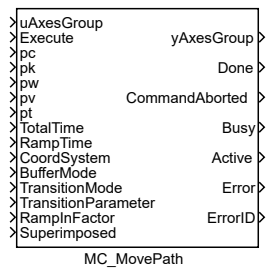 uAxesGroup
Execute yAxesGroup
pc
pk Done
pw
pv CommandAborted
pt
TotalTime Busy
RampTime
CoordSystem Active
BufferMode
TransitionMode Error
TransitionParameter
RampInFactor ErrorID
Superimposed
MC_MovePath